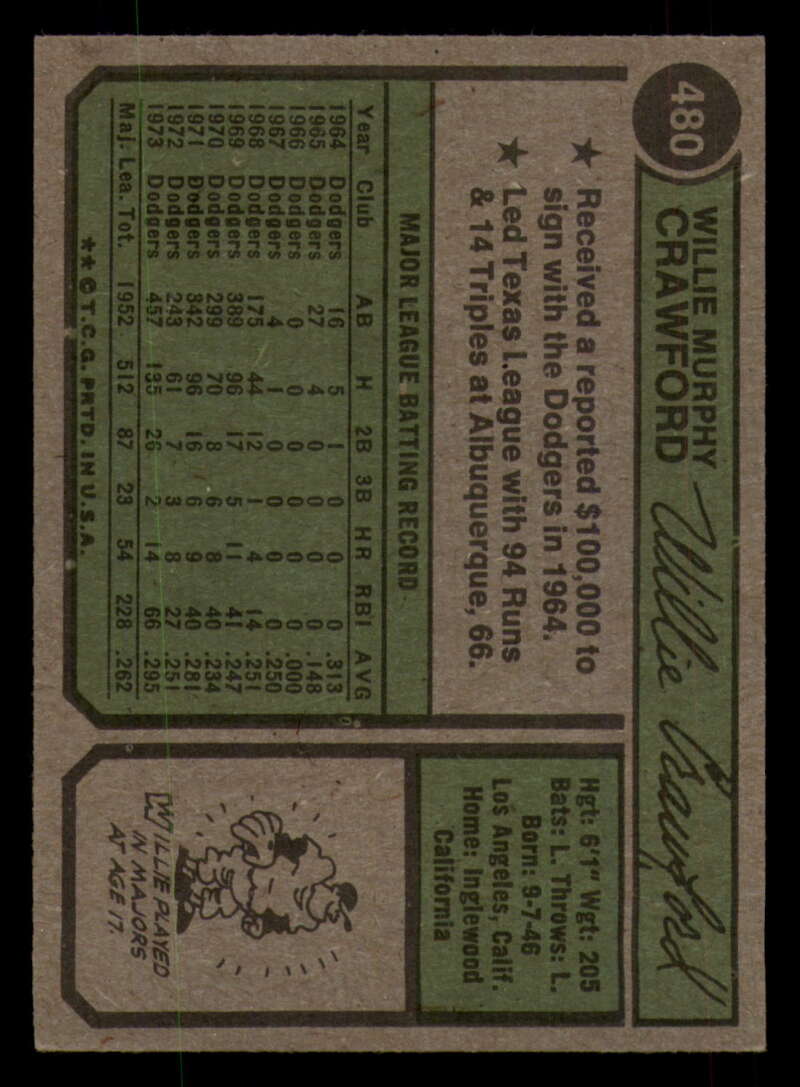 480
WILLIE MURPHY
CRAWFORD
Willie Crawford
★ Received a reported $100,000 to
sign with the Dodgers in 1964.
★ Led Texas League with 94 Runs
& 14 Triples at Albuquerque, 66.
MAJOR LEAGUE BATTING RECORD
Year Club AB H 2B 3B HR RBI AVG
1964 Dodgers 16 5 1 0 0 0 .313
1965 Dodgers 27 4 0 0 0 0 .148
1966 Dodgers 0 0 0 0 0 0 .000
1967 Dodgers 4 1 0 0 0 0 .250
1968 Dodgers 175 44 12 1 4 14 .251
1969 Dodgers 389 96 17 5 11 41 .247
1970 Dodgers 299 70 8 6 8 40 .234
1971 Dodgers 342 96 16 6 9 40 .281
1972 Dodgers 243 61 7 3 8 27 .251
1973 Dodgers 457 135 26 2 14 66 .295
Maj. Lea. Tot. 1952 512 87 23 54 228 .262
**©T.C.G. PRTD. IN U.S.A.
Hgt: 6'1" Wgt: 205
Bats: L. Throws: L.
Born: 9-7-46
Los Angeles, Calif.
Home: Inglewood
California
WILLIE PLAYED
IN MAJORS
AT AGE 17.